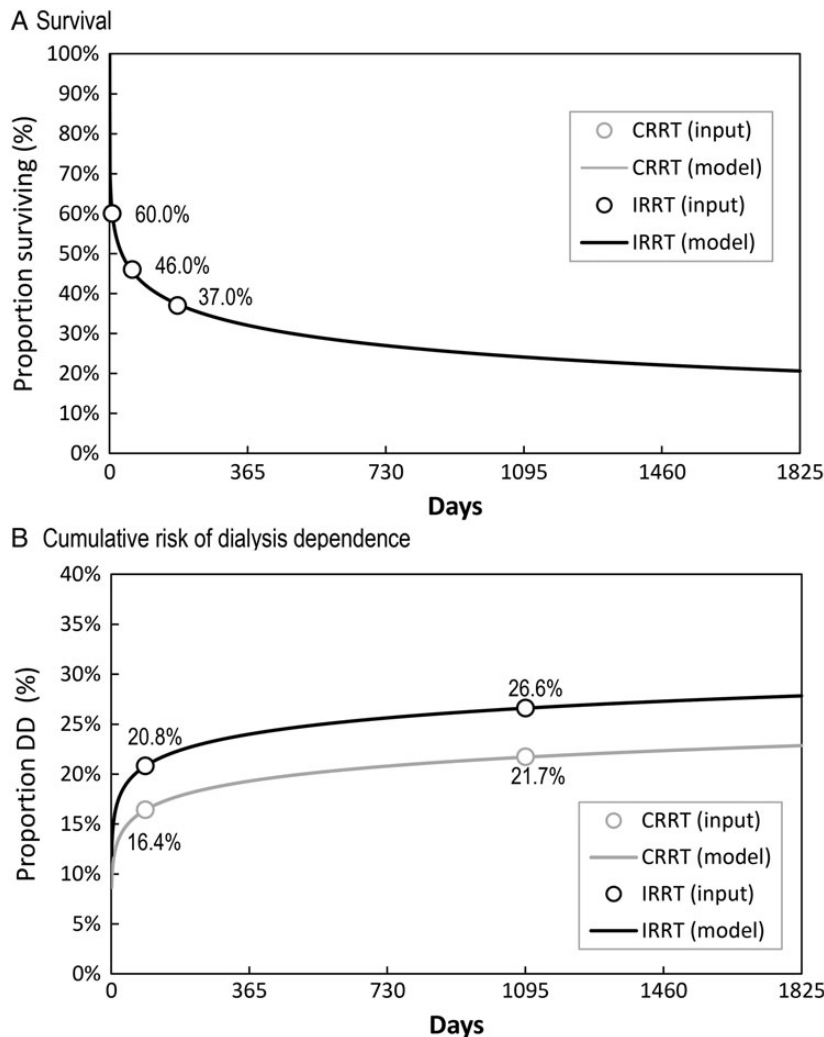 A Survival
Proportion surviving (%)
100%
90%
80%
70%
60%
50%
40%
30%
20%
10%
0%
60.0%
46.0%
37.0%
CRRT (input)
CRRT (model)
IRRT (input)
IRRT (model)
0 365 730 1095 1460 1825
Days
B Cumulative risk of dialysis dependence
Proportion DD (%)
40%
35%
30%
25%
20%
15%
10%
5%
0%
20.8%
16.4%
26.6%
21.7%
CRRT (input)
CRRT (model)
IRRT (input)
IRRT (model)
0 365 730 1095 1460 1825
Days